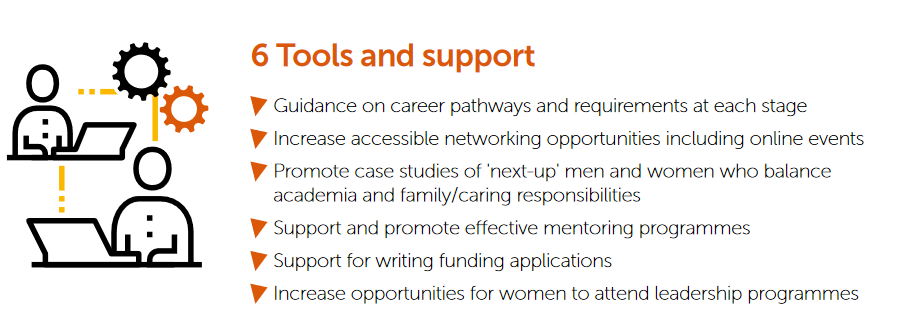 6 Tools and support
Guidance on career pathways and requirements at each stage
Increase accessible networking opportunities including online events
Promote case studies of 'next-up' men and women who balance
academia and family/caring responsibilities
Support and promote effective mentoring programmes
Support for writing funding applications
Increase opportunities for women to attend leadership programmes